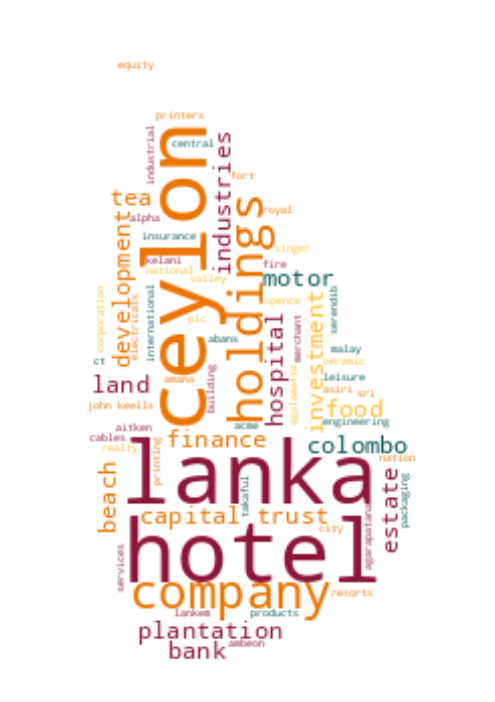 equity
printers
central
industrial
ceylon
industries
fort
tea
holdings
royal
alpha
development
insurance
singer
kelani
national
fire
valley
motor
corporation
electricals
international
spence
investment
serendib
plc
hospital
merchant
abans
malay
ct
ceramic
amana
building
agalawatte
land
leisure
asiri
sri
john keells
food
acme
engineering
aitken
cables
finance
colombo
realty
printing
lanka
nation
beach
takaful
estate
packaging
capital trust
city
agarapatana
hotel
services
company
resorts
lankem
products
plantation
ambeon
bank